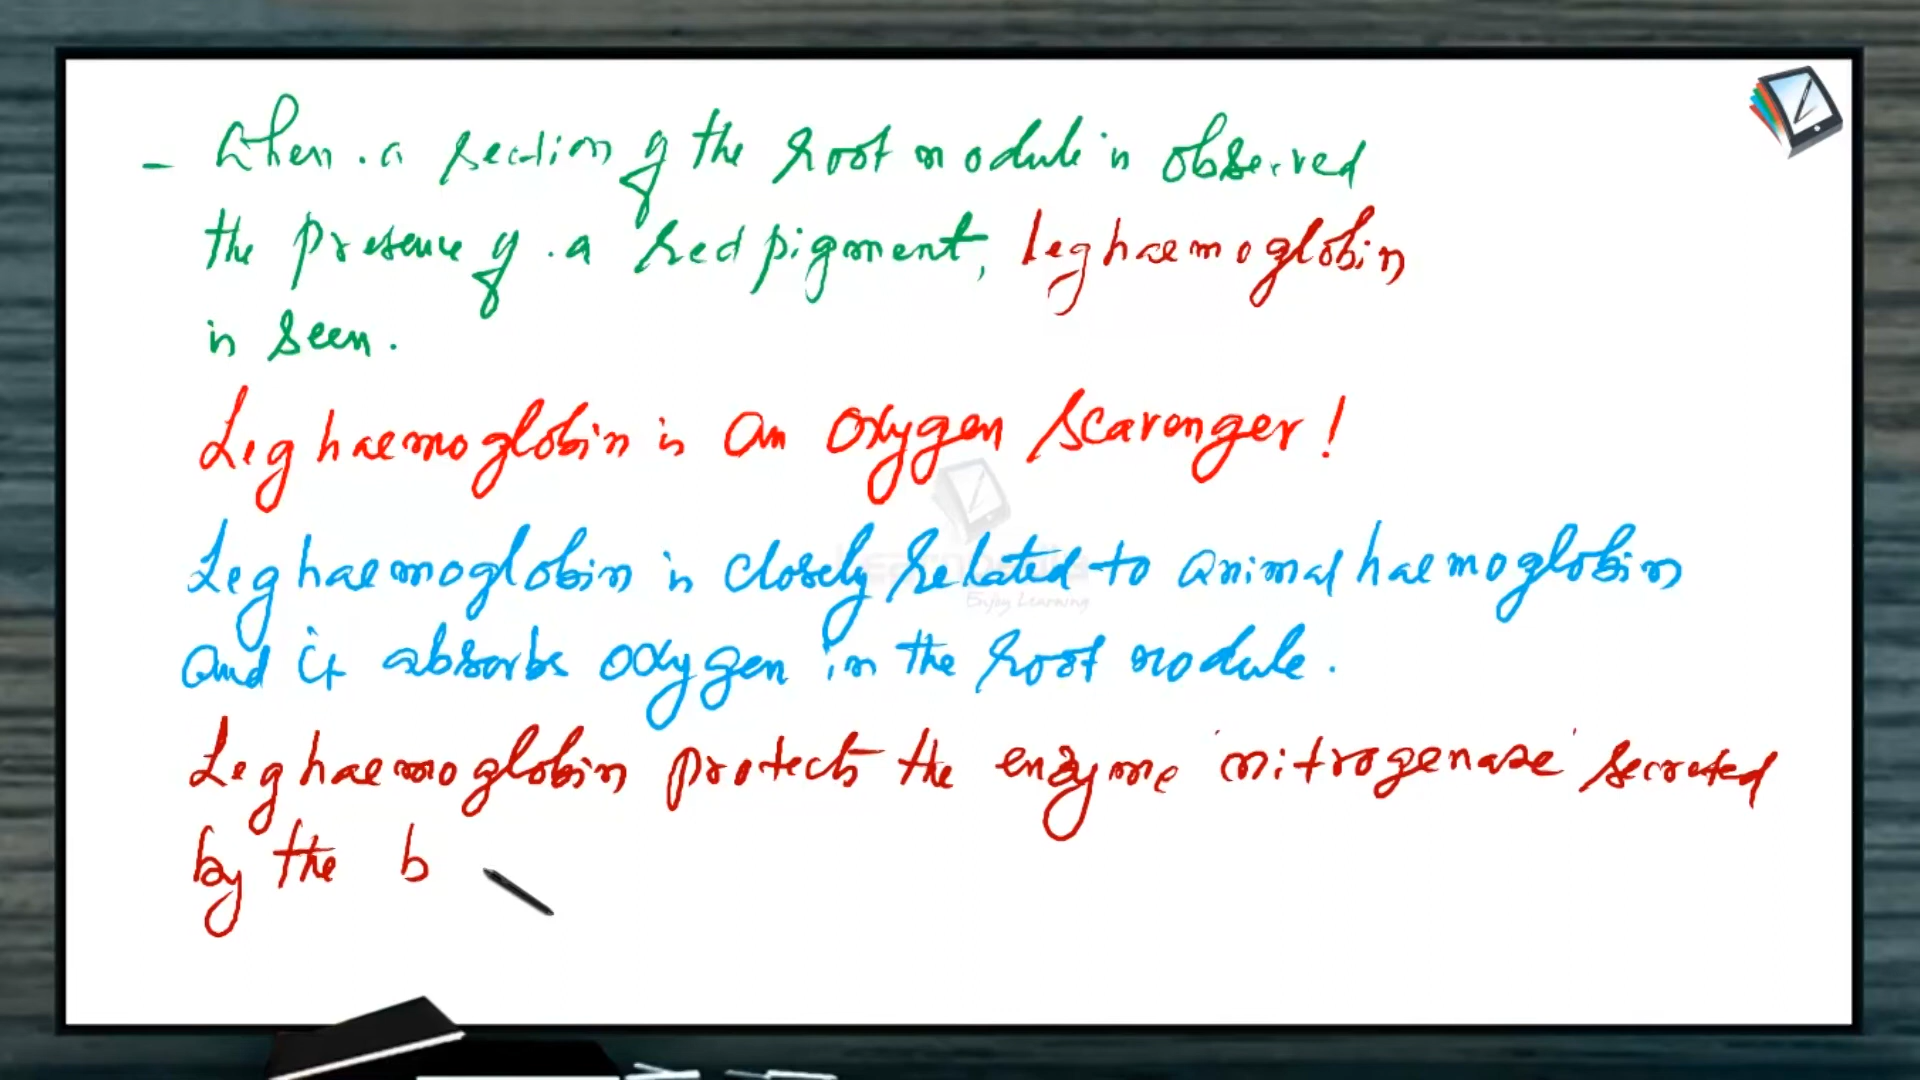 - When a section of the root nodule is observed
the presence of a red pigment, leghaemoglobin
is seen.
Leghaemoglobin is an oxygen scavenger!
Leghaemoglobin is closely related to animal haemoglobin
Enjoy Learning
and it absorbs oxygen in the root nodule.
Leghaemoglobin protects the enzyme 'nitrogenase' secreted
by the b